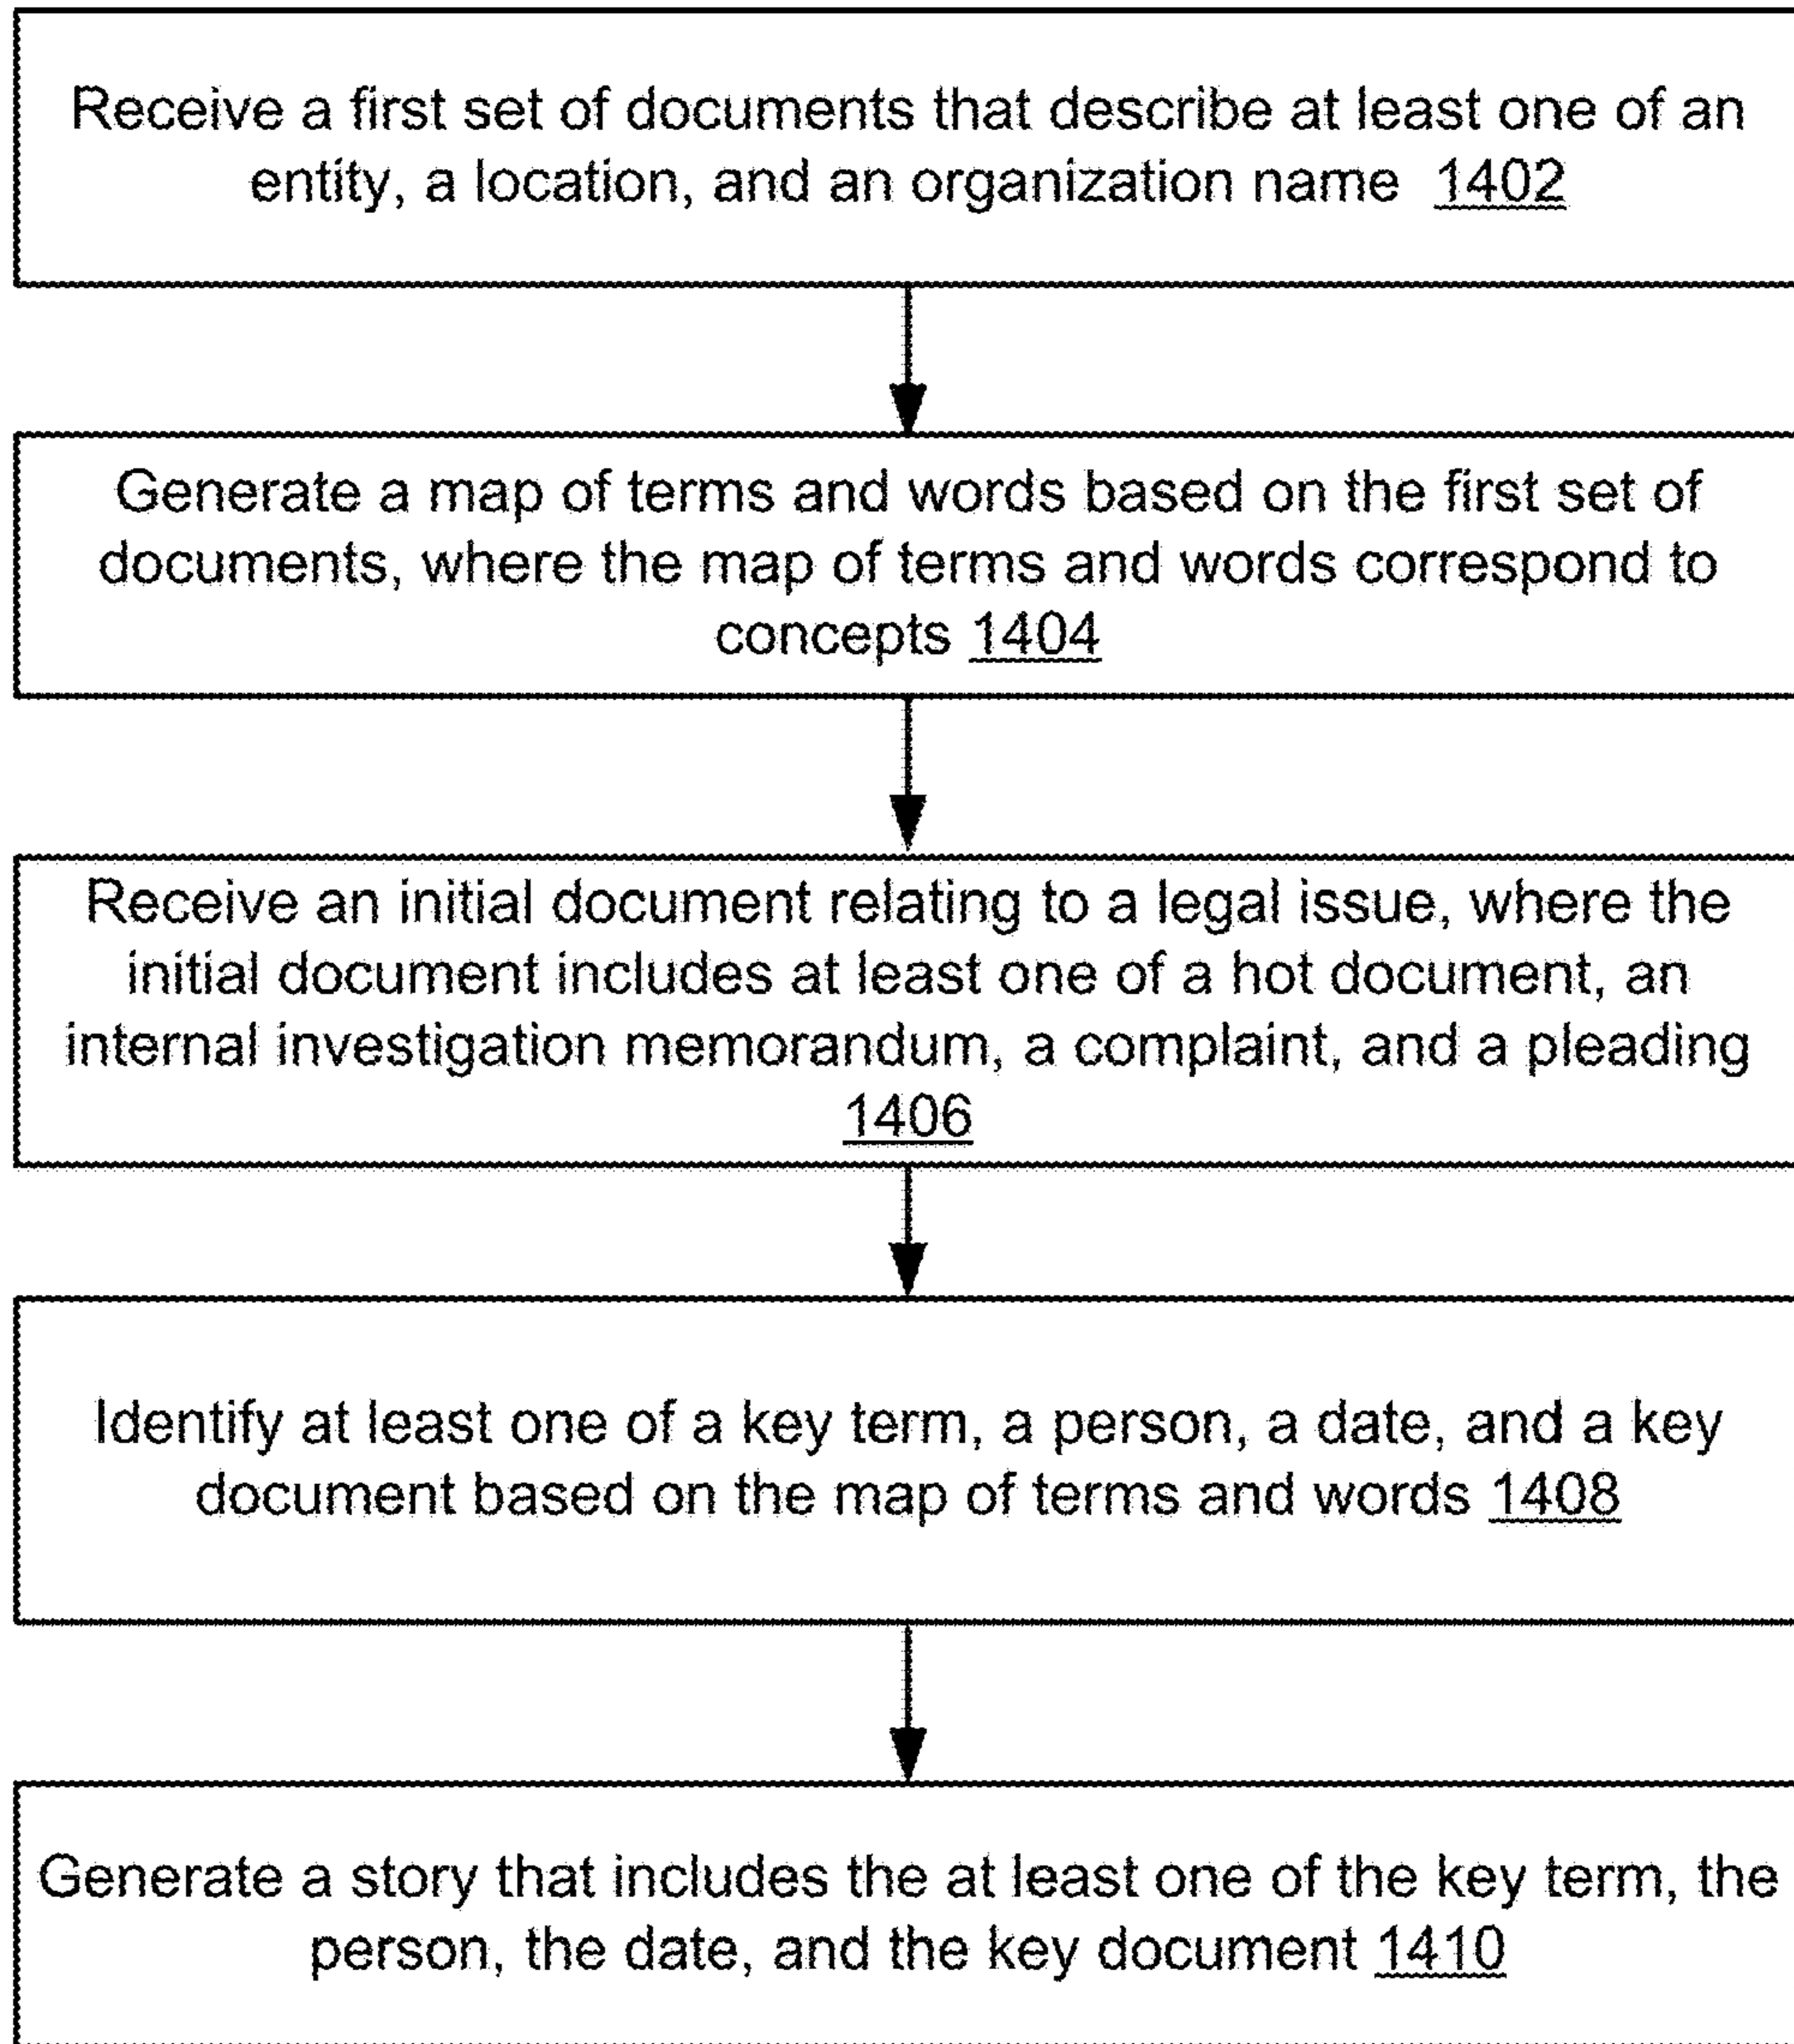 Receive a first set of documents that describe at least one of an
entity, a location, and an organization name 1402
Generate a map of terms and words based on the first set of
documents, where the map of terms and words correspond to
concepts 1404
Receive an initial document relating to a legal issue, where the
initial document includes at least one of a hot document, an
internal investigation memorandum, a complaint, and a pleading
1406
Identify at least one of a key term, a person, a date, and a key
document based on the map of terms and words 1408
Generate a story that includes the at least one of the key term, the
person, the date, and the key document 1410